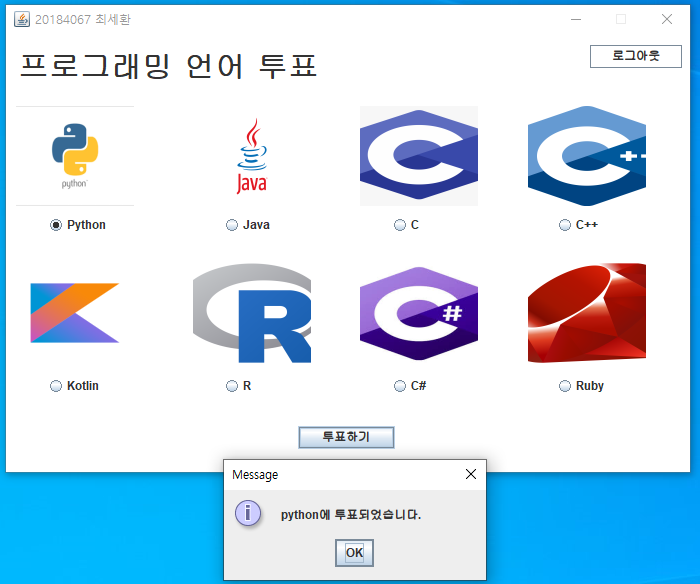 20184067 최세환
프로그래밍 언어 투표
로그아웃
python
Java
C
C
++
Python
Java
C
C++
R
C
#
Kotlin
R
C#
Ruby
투표하기
Message
python에 투표되었습니다.
OK